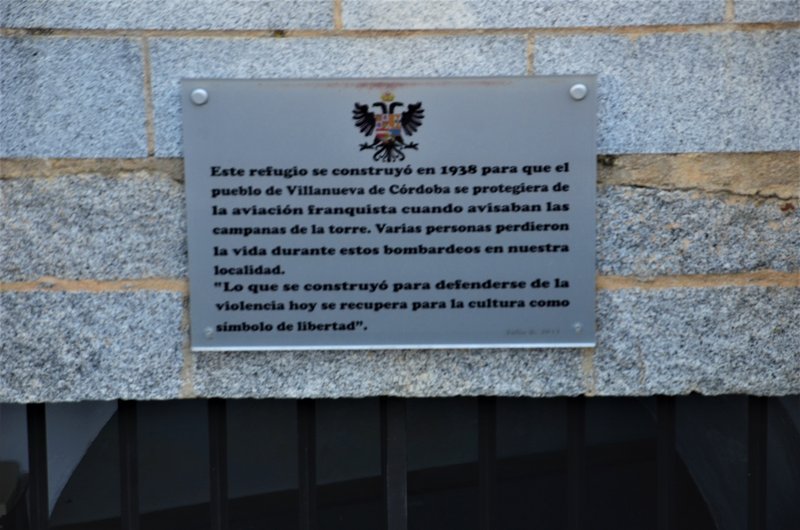 Este refugio se construyó en 1938 para que el
pueblo de Villanueva de Córdoba se protegiera de
la aviación franquista cuando avisaban las
campanas de la torre. Varias personas perdieron
la vida durante estos bombardeos en nuestra
localidad.
"Lo que se construyó para defenderse de la
violencia hoy se recupera para la cultura como
símbolo de libertad".